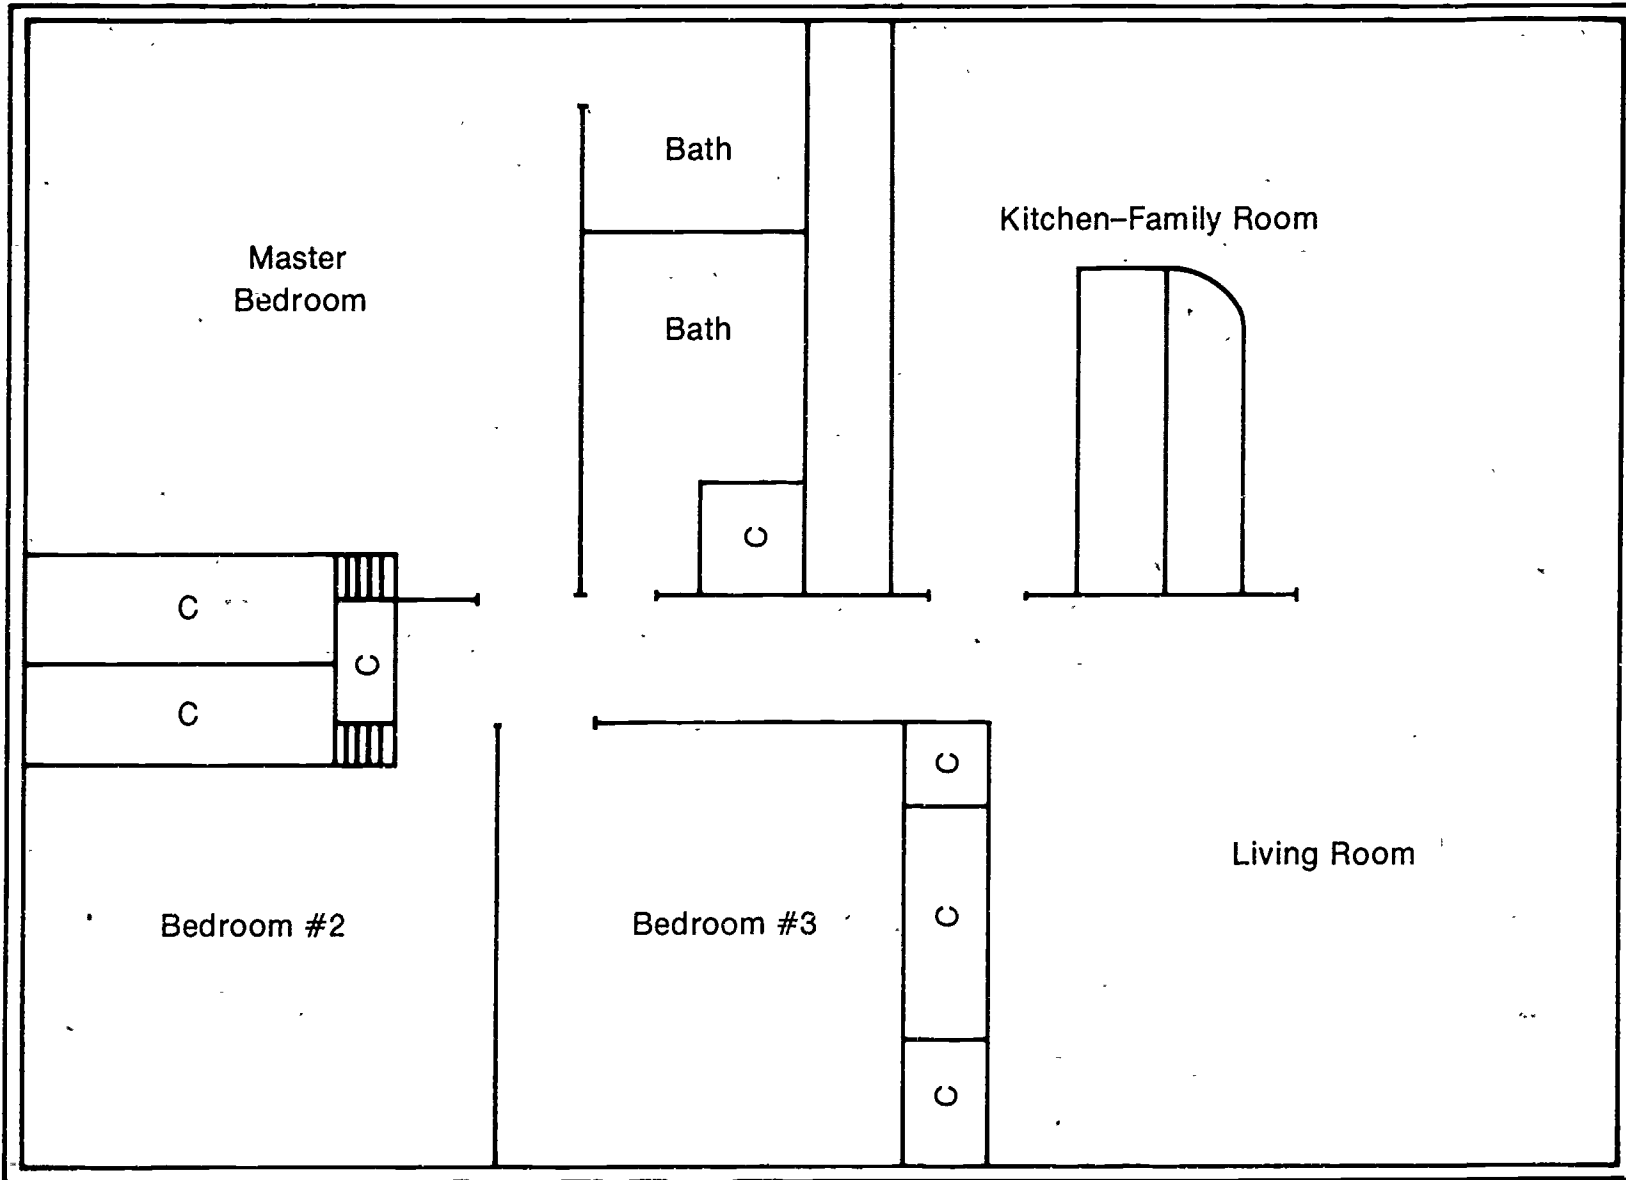 Bath
Kitchen–Family Room
Master
Bedroom
Bath
C
C
C
C
C
Living Room
Bedroom #2
Bedroom #3
C
C